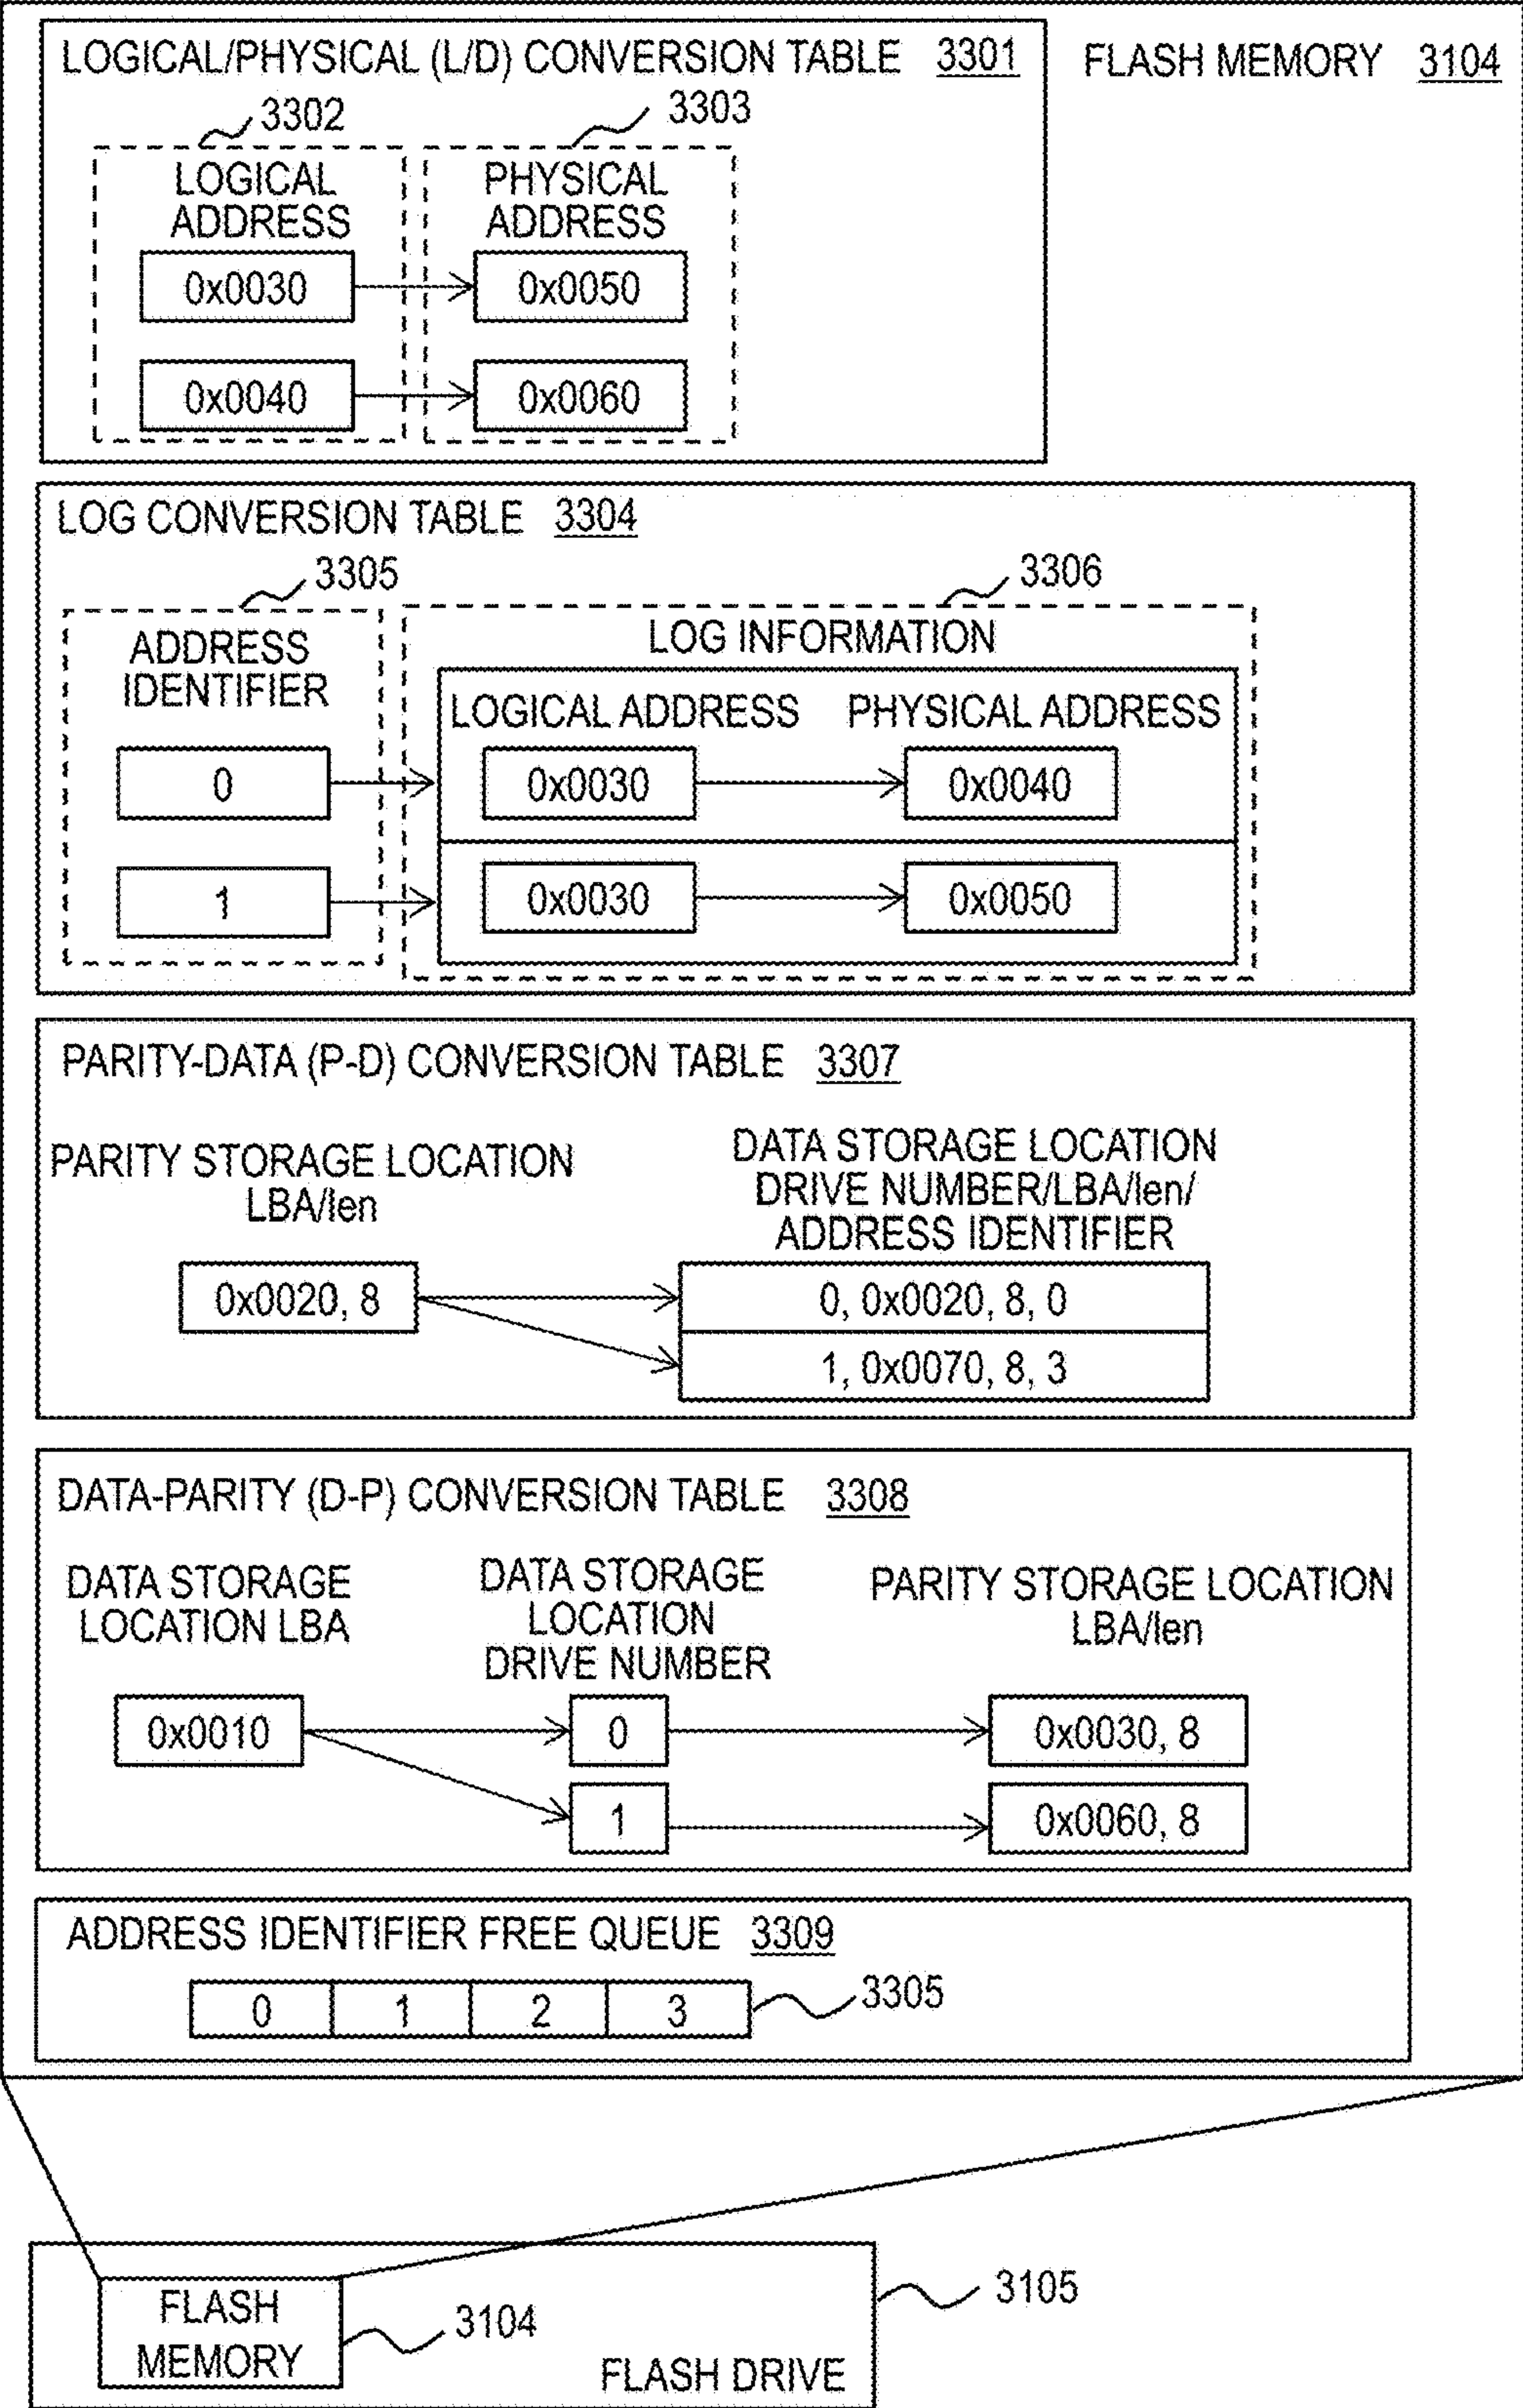 LOGICAL/PHYSICAL (L/D) CONVERSION TABLE 3301
FLASH MEMORY 3104
3302
3303
LOGICAL
ADDRESS
PHYSICAL
ADDRESS
0x0030
0x0050
0x0040
0x0060
LOG CONVERSION TABLE 3304
3305
3306
ADDRESS
IDENTIFIER
LOG INFORMATION
LOGICAL ADDRESS
PHYSICAL ADDRESS
0
0x0030
0x0040
1
0x0030
0x0050
PARITY-DATA (P-D) CONVERSION TABLE 3307
PARITY STORAGE LOCATION
LBA/len
DATA STORAGE LOCATION
DRIVE NUMBER/LBA/len/
ADDRESS IDENTIFIER
0x0020, 8
0, 0x0020, 8, 0
1, 0x0070, 8, 3
DATA-PARITY (D-P) CONVERSION TABLE 3308
DATA STORAGE
LOCATION LBA
DATA STORAGE
LOCATION
DRIVE NUMBER
PARITY STORAGE LOCATION
LBA/len
0x0010
0
0x0030, 8
1
0x0060, 8
ADDRESS IDENTIFIER FREE QUEUE 3309
0 1 2 3
3305
FLASH
MEMORY
3104
3105
FLASH DRIVE